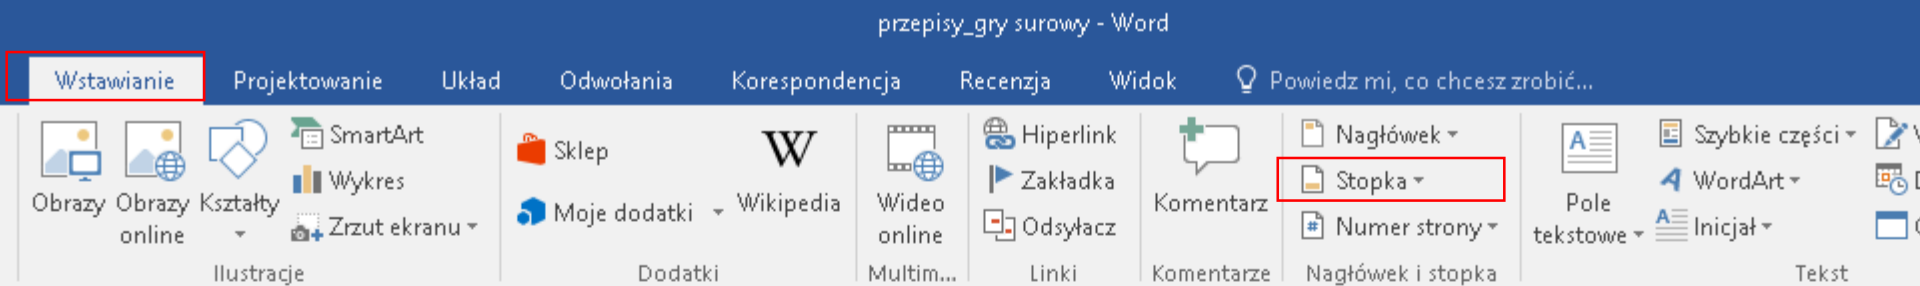 przepisy_gry surowy - Word
Wstawianie Projektowanie Układ Odwołania Korespondencja Recenzja Widok Powiedz mi, co chcesz zrobić...
Obrazy
Obrazy online
Kształty
SmartArt
Wykres
Zrzut ekranu
Ilustracje
Sklep
Moje dodatki
W
Wikipedia
Dodatki
Wideo online
Multim...
Hiperlink
Zakładka
Odsyłacz
Linki
Komentarz
Komentarze
Nagłówek
Stopka
# Numer strony
Nagłówek i stopka
A
Pole tekstowe
Szybkie części
A WordArt
A Inicjał
Tekst